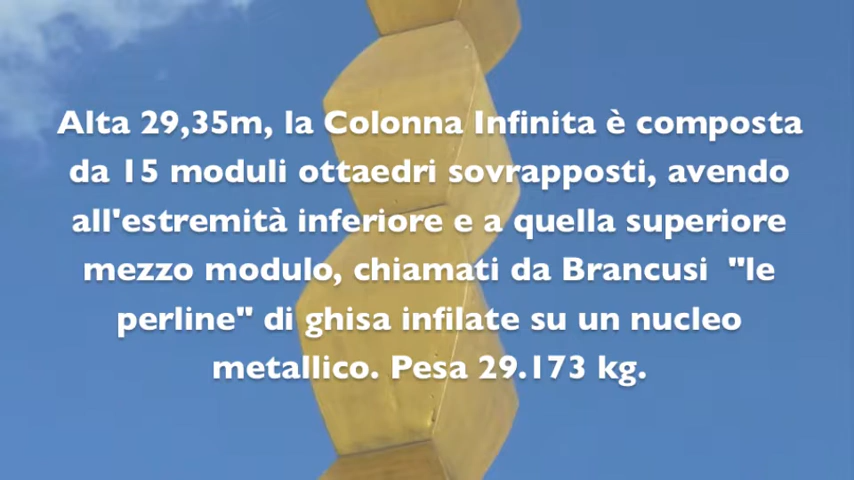 Alta 29,35m, la Colonna Infinita è composta
da 15 moduli ottaedri sovrapposti, avendo
all'estremità inferiore e a quella superiore
mezzo modulo, chiamati da Brancusi  "le
perline" di ghisa infilate su un nucleo
metallico. Pesa 29.173 kg.